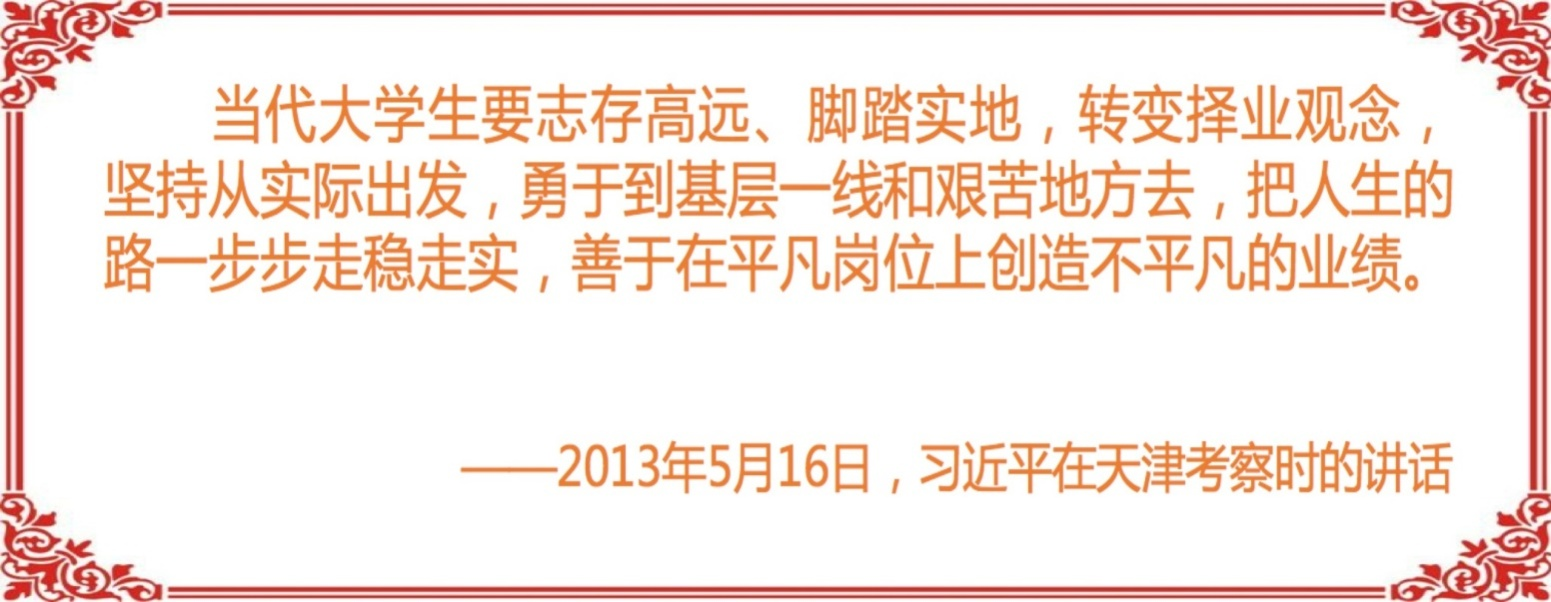 当代大学生要志存高远、脚踏实地，转变择业观念，
坚持从实际出发，勇于到基层一线和艰苦地方去，把人生的
路一步步走稳走实，善于在平凡岗位上创造不平凡的业绩。
——2013年5月16日，习近平在天津考察时的讲话